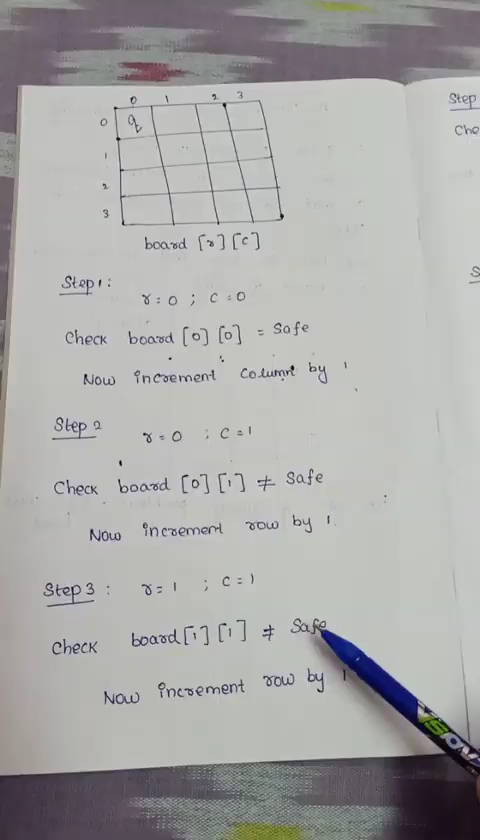 0 1 2 3
0 q
1
2
3
board [r] [c]
Step 1:
r = 0 ; c = 0
Check board [0] [0] = Safe
Now increment column by 1
Step 2
r = 0 ; c = 1
Check board [0] [1] ≠ Safe
Now increment row by 1.
Step 3 : r = 1 ; c = 1
Check board [1] [1] ≠ Safe
Now increment row by 1
Step
Che
S